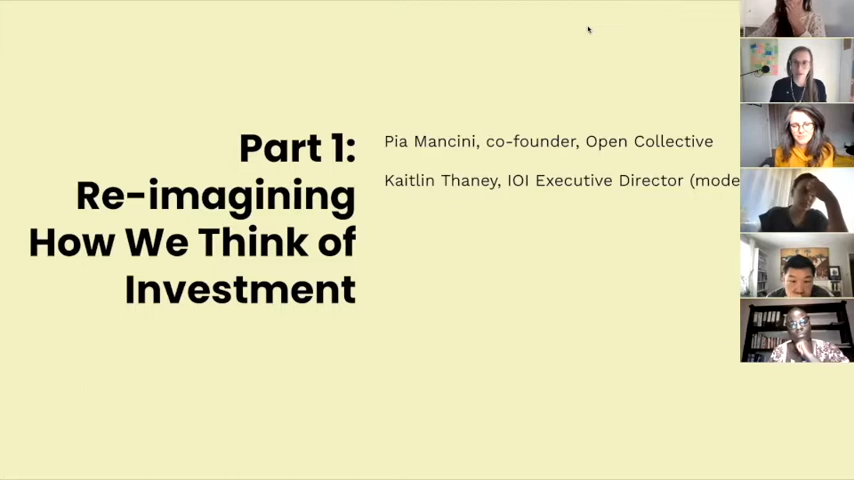 Part 1:
Re-imagining
How We Think of
Investment
Pia Mancini, co-founder, Open Collective
Kaitlin Thaney, IOI Executive Director (mode